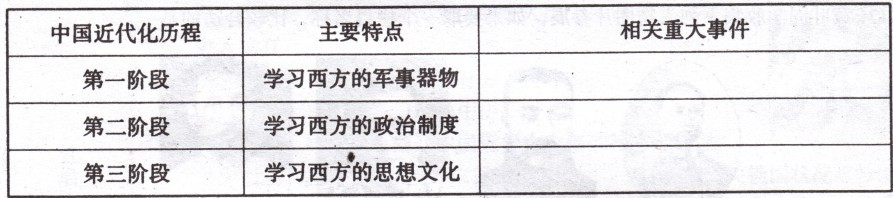 中国近代化历程 主要特点 相关重大事件
第一阶段 学习西方的军事器物
第二阶段 学习西方的政治制度
第三阶段 学习西方的思想文化